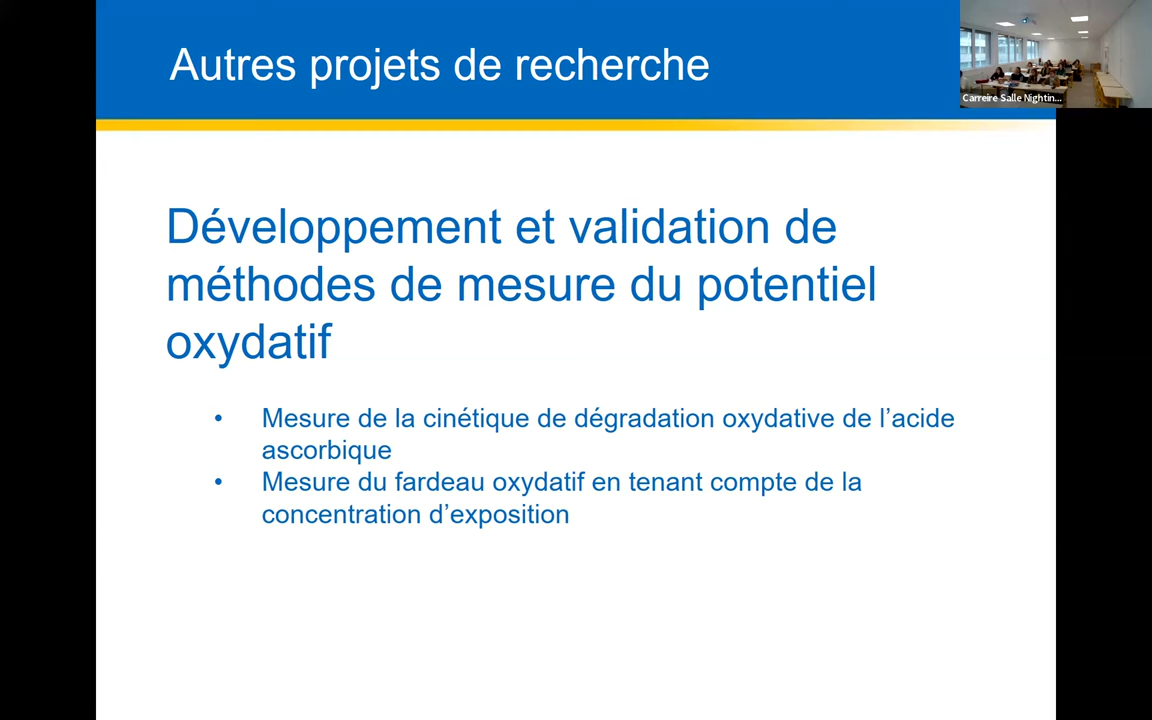 Autres projets de recherche
Carreire Salle Nightin...
Développement et validation de
méthodes de mesure du potentiel
oxydatif
• Mesure de la cinétique de dégradation oxydative de l’acide
ascorbique
• Mesure du fardeau oxydatif en tenant compte de la
concentration d’exposition